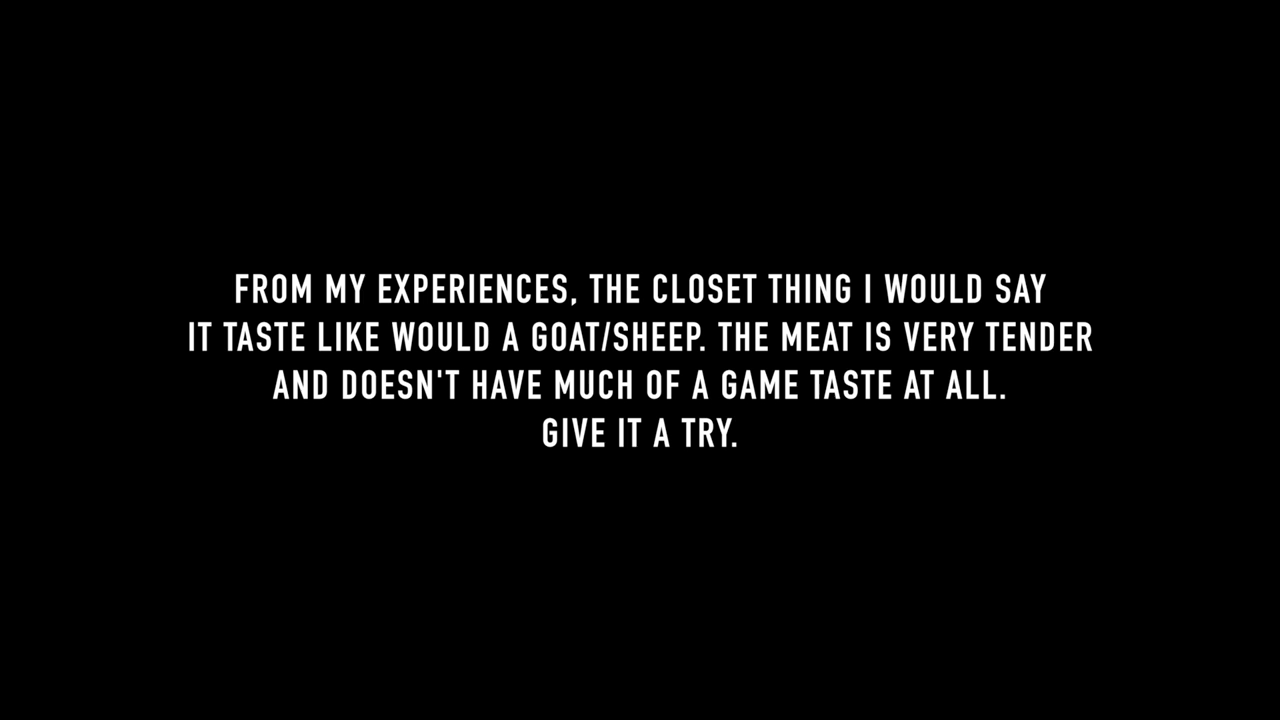 FROM MY EXPERIENCES, THE CLOSET THING I WOULD SAY
IT TASTE LIKE WOULD A GOAT/SHEEP. THE MEAT IS VERY TENDER
AND DOESN'T HAVE MUCH OF A GAME TASTE AT ALL.
GIVE IT A TRY.